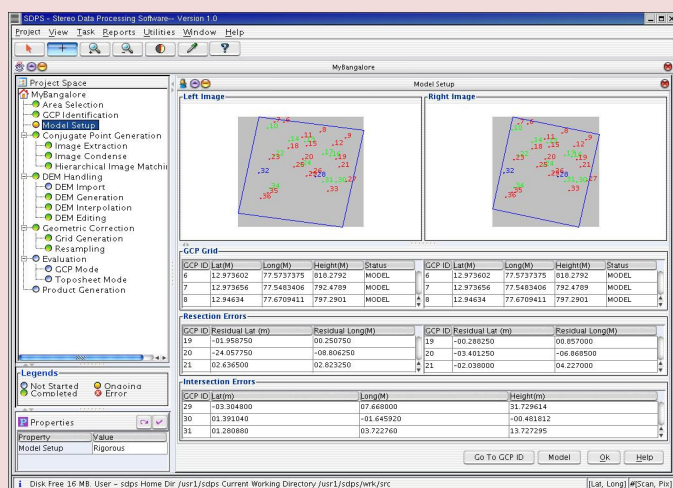 SDPS - Stereo Data Processing Software-- Version 1.0
Project View Task Reports Utilities Window Help
MyBangalore
Project Space
MyBangalore
Area Selection
GCP Identification
Model Setup
Conjugate Point Generation
Image Extraction
Image Condense
Hierarchical Image Matchin
DEM Handling
DEM Import
DEM Generation
DEM Interpolation
DEM Editing
Geometric Correction
Grid Generation
Resampling
Evaluation
GCP Mode
Toposheet Mode
Product Generation
Legends
Not Started Ongoing
Completed Error
Properties
Property Value
Model Setup Rigorous
Model Setup
Left Image Right Image
GCP Grid
GCP ID Lat(M) Long(M) Height(M) Status GCP ID Lat(M) Long(M) Height(M) Status
6 12.973602 77.5737375 818.2792 MODEL 6 12.973602 77.5737375 818.2792 MODEL
7 12.973656 77.5483406 792.4789 MODEL 7 12.973656 77.5483406 792.4789 MODEL
8 12.94634 77.6709411 797.2901 MODEL 8 12.94634 77.6709411 797.2901 MODEL
Resection Errors
GCP ID Residual Lat (m) Residual Long(M) GCP ID Residual Lat (m) Residual Long(M)
19 -01.958750 00.250750 19 -00.288250 00.857000
20 -24.057750 -08.806250 20 -03.401250 -06.868500
21 02.636500 02.823250 21 -02.038000 04.227000
Intersection Errors
GCP ID Lat(m) Long(M) Height(m)
29 -03.304800 07.668000 31.729614
30 01.391040 -01.645920 -00.481812
31 01.280880 03.722760 13.727295
Go To GCP ID Model Ok Help
i Disk Free 16 MB. User - sdps Home Dir /usr1/sdps Current Working Directory /usr1/sdps/wrk/src [Lat, Long] #[Scan, Pix]